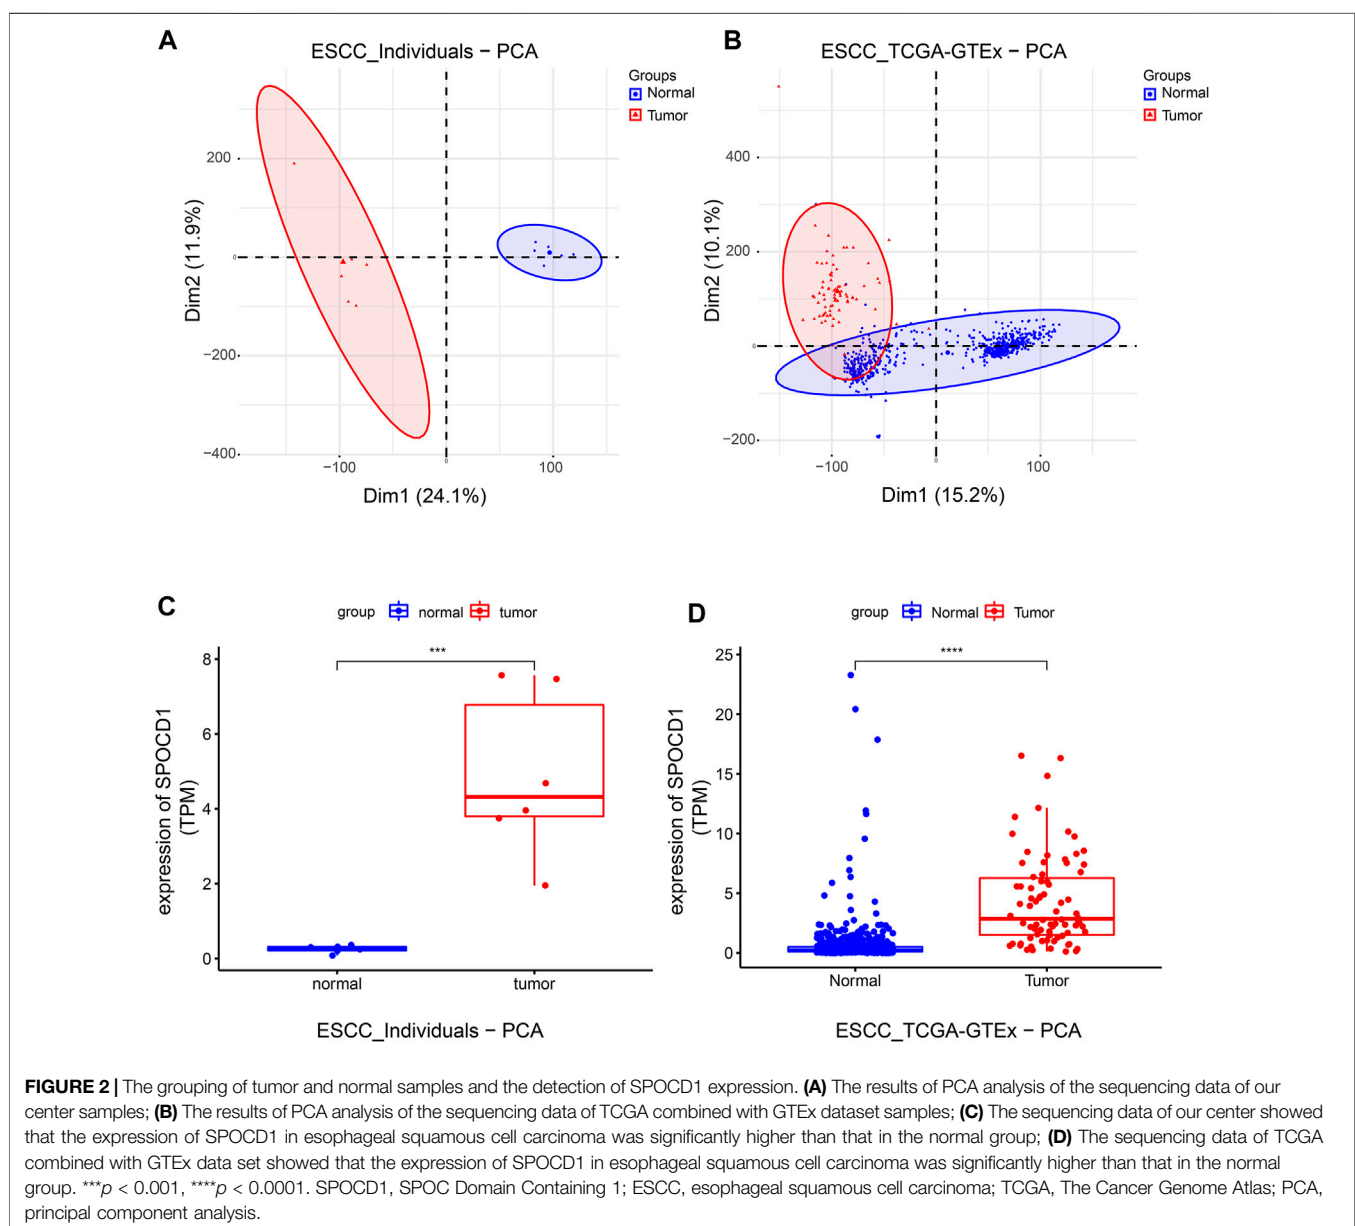 A
ESCC_Individuals − PCA
Groups
Normal
Tumor
Dim2 (11.9%)
200
0
−200
−400
−100
0
100
Dim1 (24.1%)
B
ESCC_TCGA-GTEx − PCA
Groups
Normal
Tumor
Dim2 (10.1%)
400
200
0
−200
−100
0
100
Dim1 (15.2%)
C
group normal tumor
***
expression of SPOCD1
(TPM)
8
6
4
2
0
normal tumor
ESCC_Individuals − PCA
D
group Normal Tumor
****
expression of SPOCD1
(TPM)
25
20
15
10
5
0
Normal Tumor
ESCC_TCGA-GTEx − PCA
FIGURE 2 | The grouping of tumor and normal samples and the detection of SPOCD1 expression. (A) The results of PCA analysis of the sequencing data of our
center samples; (B) The results of PCA analysis of the sequencing data of TCGA combined with GTEx dataset samples; (C) The sequencing data of our center showed
that the expression of SPOCD1 in esophageal squamous cell carcinoma was significantly higher than that in the normal group; (D) The sequencing data of TCGA
combined with GTEx data set showed that the expression of SPOCD1 in esophageal squamous cell carcinoma was significantly higher than that in the normal
group. ***p < 0.001, ****p < 0.0001. SPOCD1, SPOC Domain Containing 1; ESCC, esophageal squamous cell carcinoma; TCGA, The Cancer Genome Atlas; PCA,
principal component analysis.